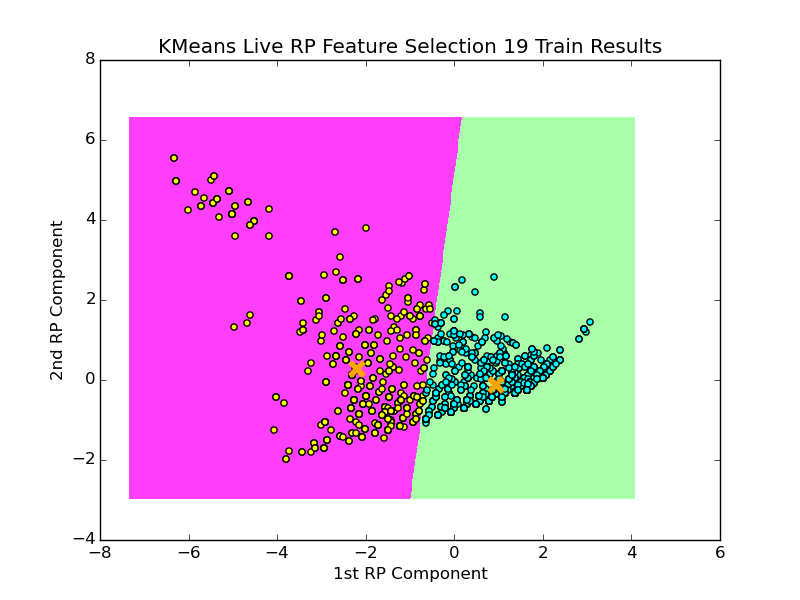 KMeans Live RP Feature Selection 19 Train Results
8
6
4
2
0
−2
−4
2nd RP Component
−8 −6 −4 −2 0 2 4 6
1st RP Component